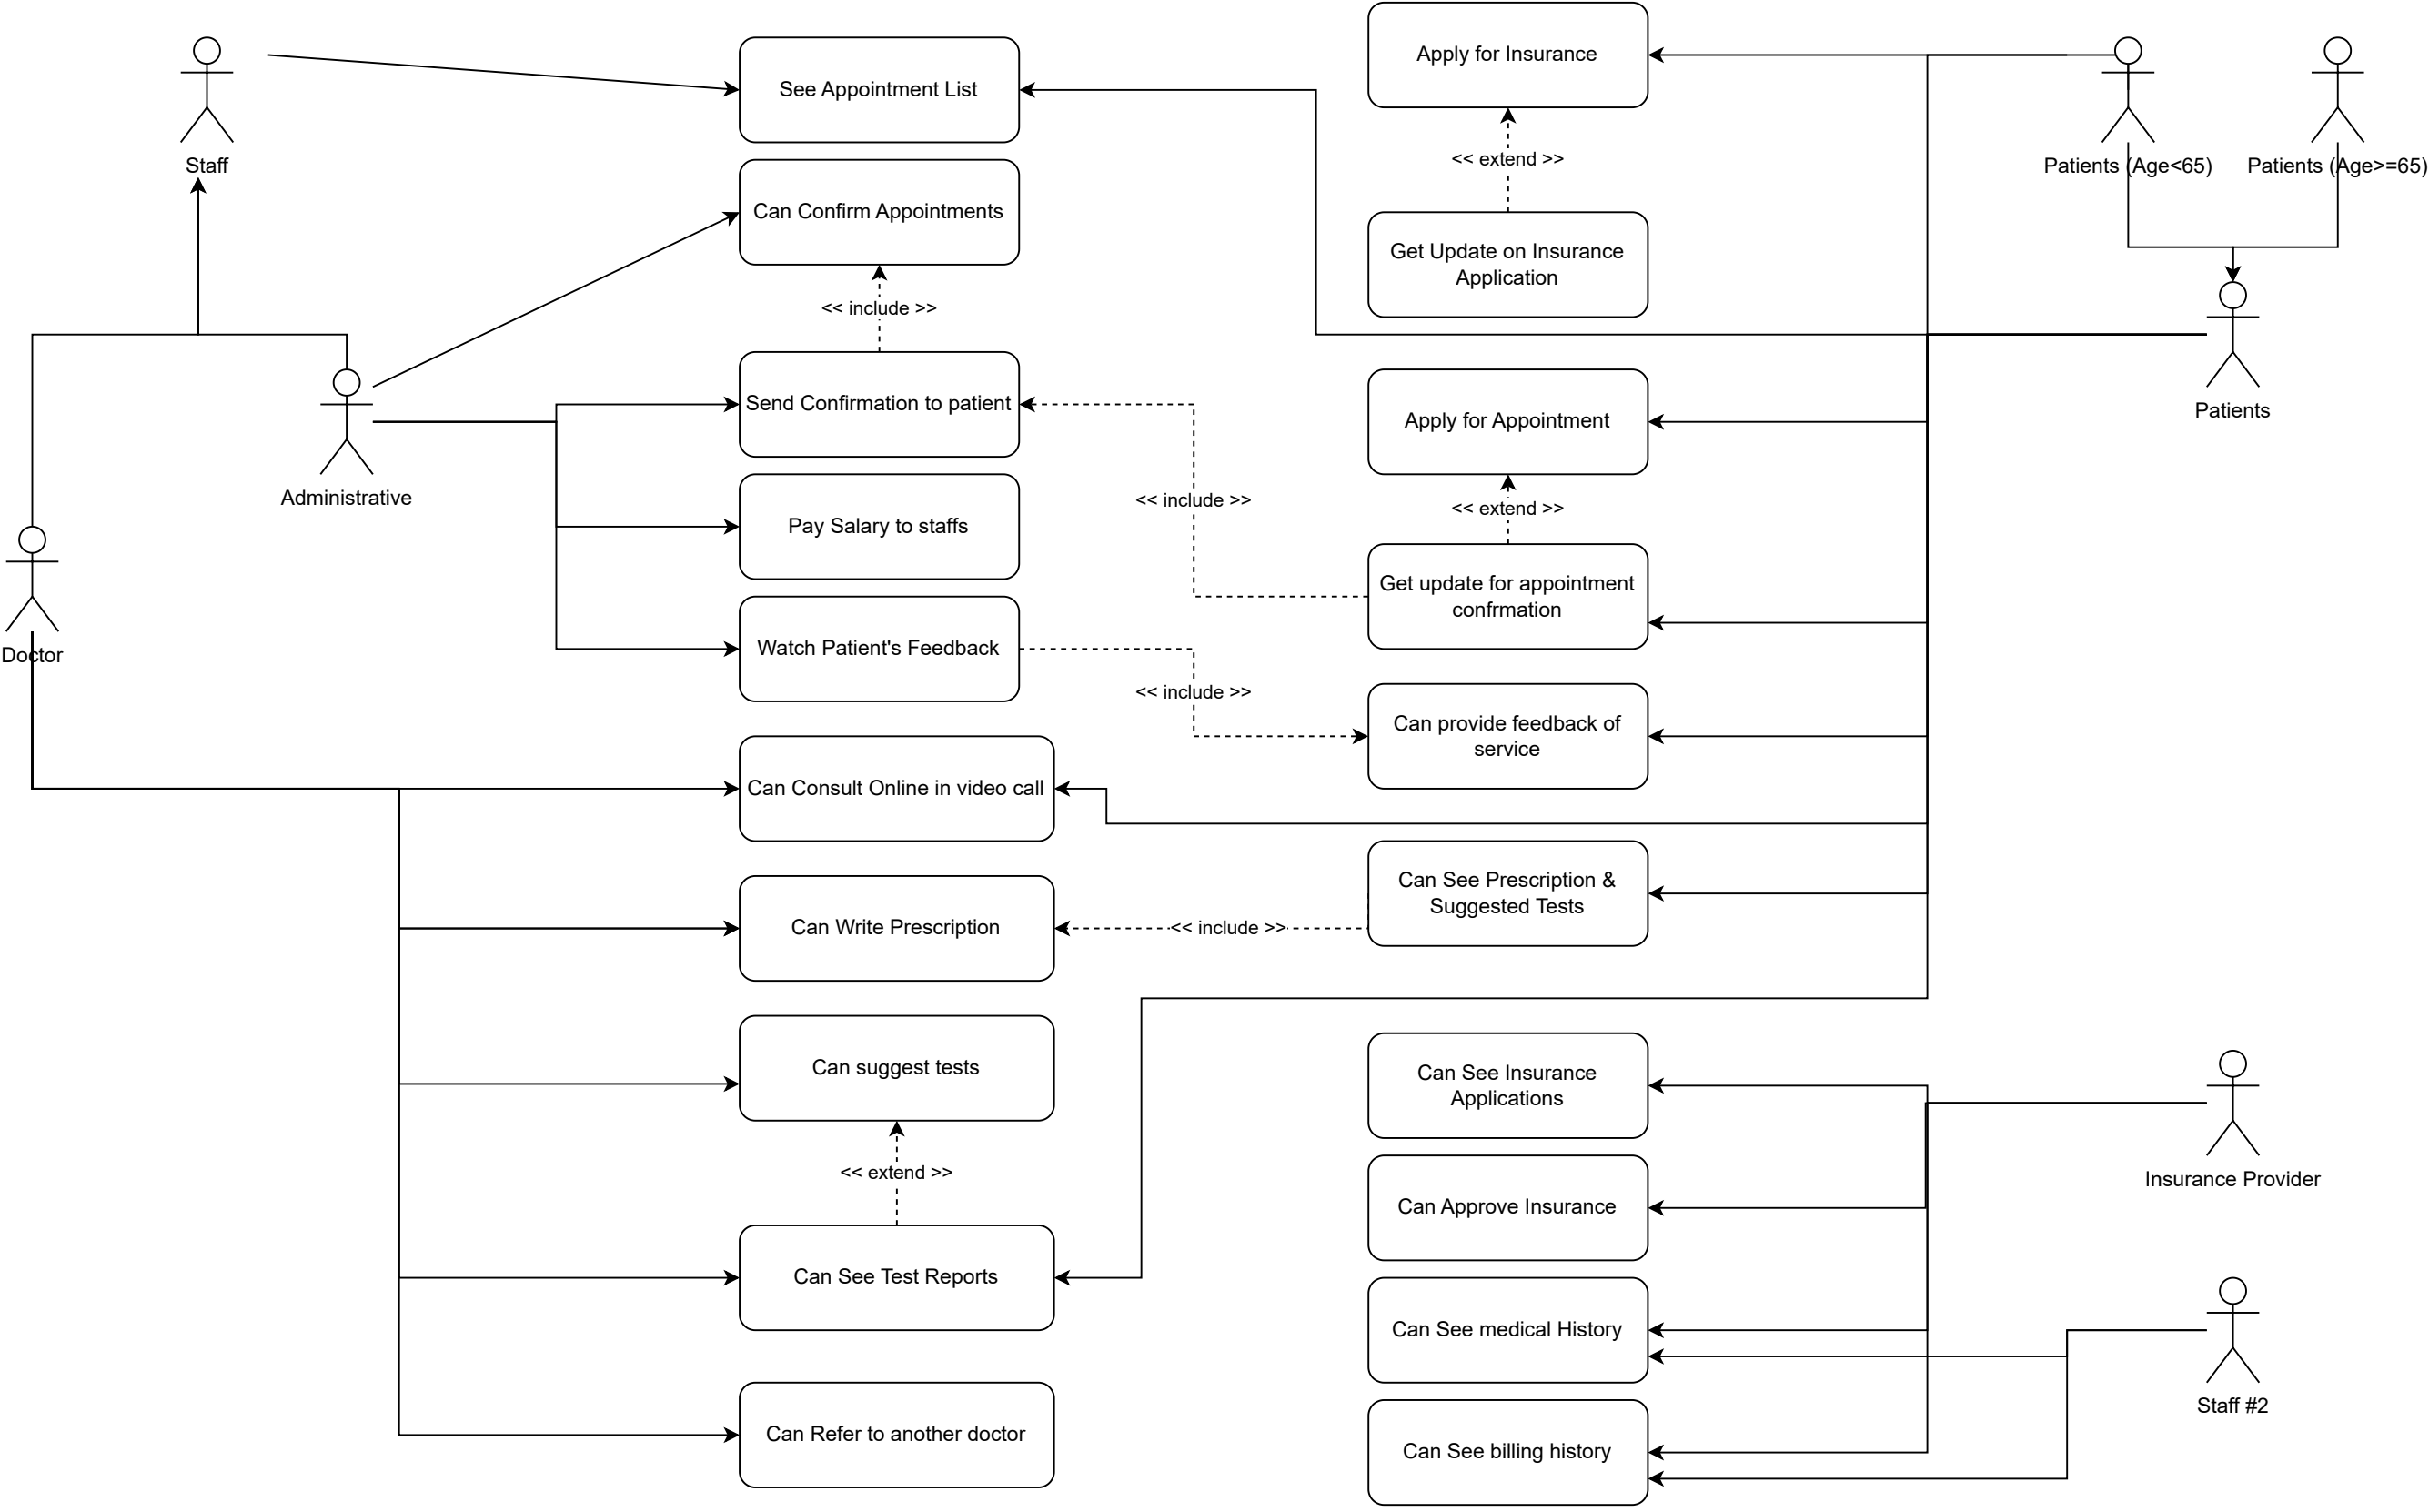 Staff
See Appointment List
Apply for Insurance
Patients (Age<65)
Patients (Age>=65)
<< extend >>
Can Confirm Appointments
Get Update on Insurance
Application
<< include >>
Patients
Send Confirmation to patient
Apply for Appointment
Administrative
<< include >>
<< extend >>
Pay Salary to staffs
Get update for appointment
confrmation
Doctor
Watch Patient's Feedback
<< include >>
Can provide feedback of
service
Can Consult Online in video call
Can See Prescription &
Suggested Tests
Can Write Prescription
<< include >>
Can suggest tests
Can See Insurance
Applications
<< extend >>
Insurance Provider
Can Approve Insurance
Can See Test Reports
Can See medical History
Staff #2
Can Refer to another doctor
Can See billing history